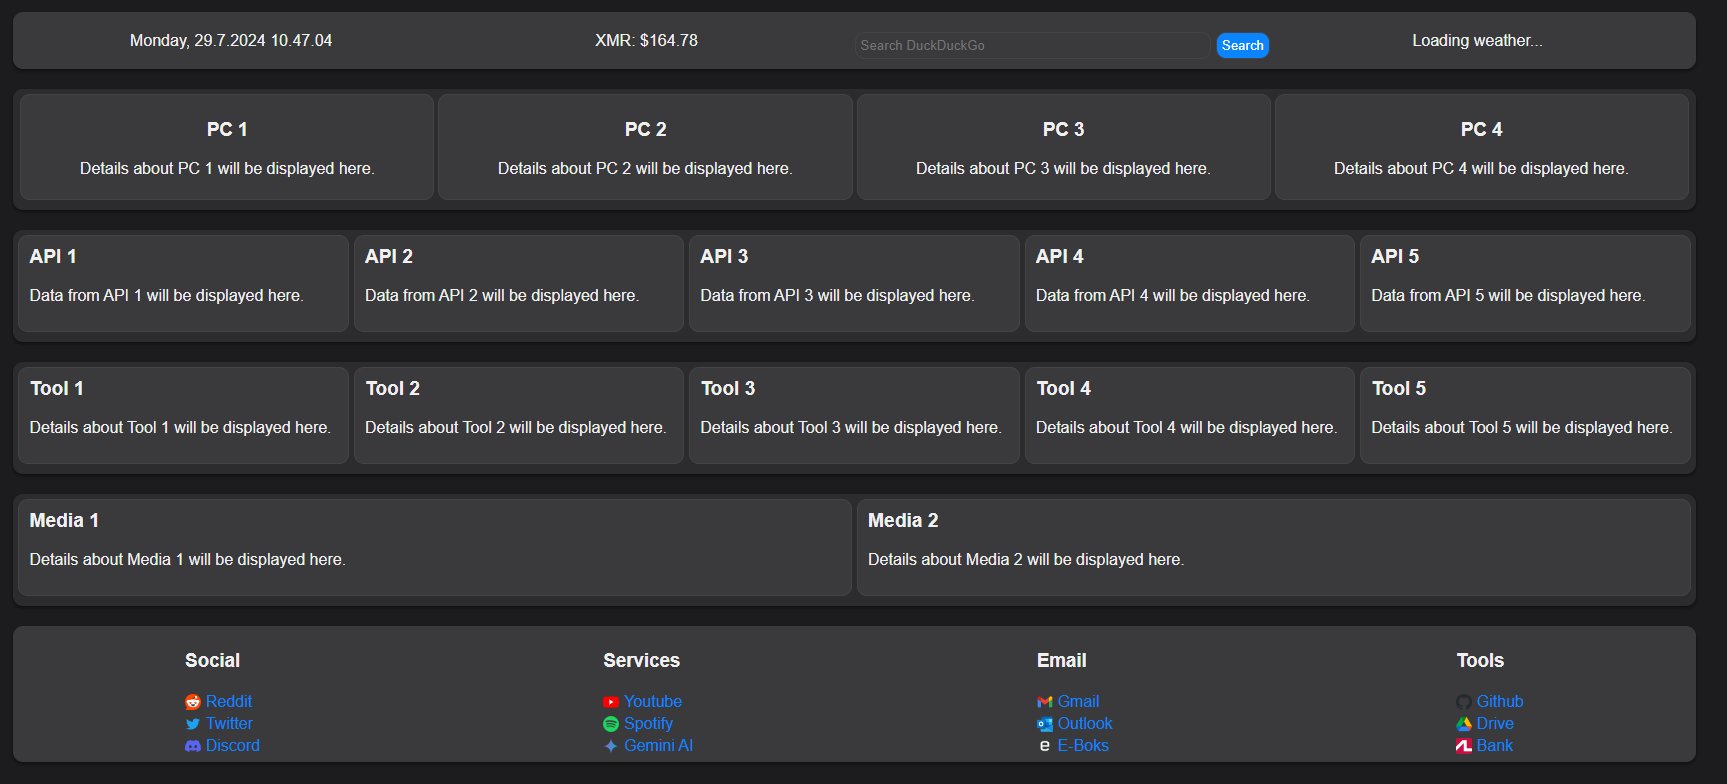 Monday, 29.7.2024 10.47.04
XMR: $164.78
Search DuckDuckGo
Search
Loading weather...
PC 1
Details about PC 1 will be displayed here.
PC 2
Details about PC 2 will be displayed here.
PC 3
Details about PC 3 will be displayed here.
PC 4
Details about PC 4 will be displayed here.
API 1
Data from API 1 will be displayed here.
API 2
Data from API 2 will be displayed here.
API 3
Data from API 3 will be displayed here.
API 4
Data from API 4 will be displayed here.
API 5
Data from API 5 will be displayed here.
Tool 1
Details about Tool 1 will be displayed here.
Tool 2
Details about Tool 2 will be displayed here.
Tool 3
Details about Tool 3 will be displayed here.
Tool 4
Details about Tool 4 will be displayed here.
Tool 5
Details about Tool 5 will be displayed here.
Media 1
Details about Media 1 will be displayed here.
Media 2
Details about Media 2 will be displayed here.
Social
Reddit
Twitter
Discord
Services
Youtube
Spotify
Gemini AI
Email
Gmail
Outlook
E-Boks
Tools
Github
Drive
Bank